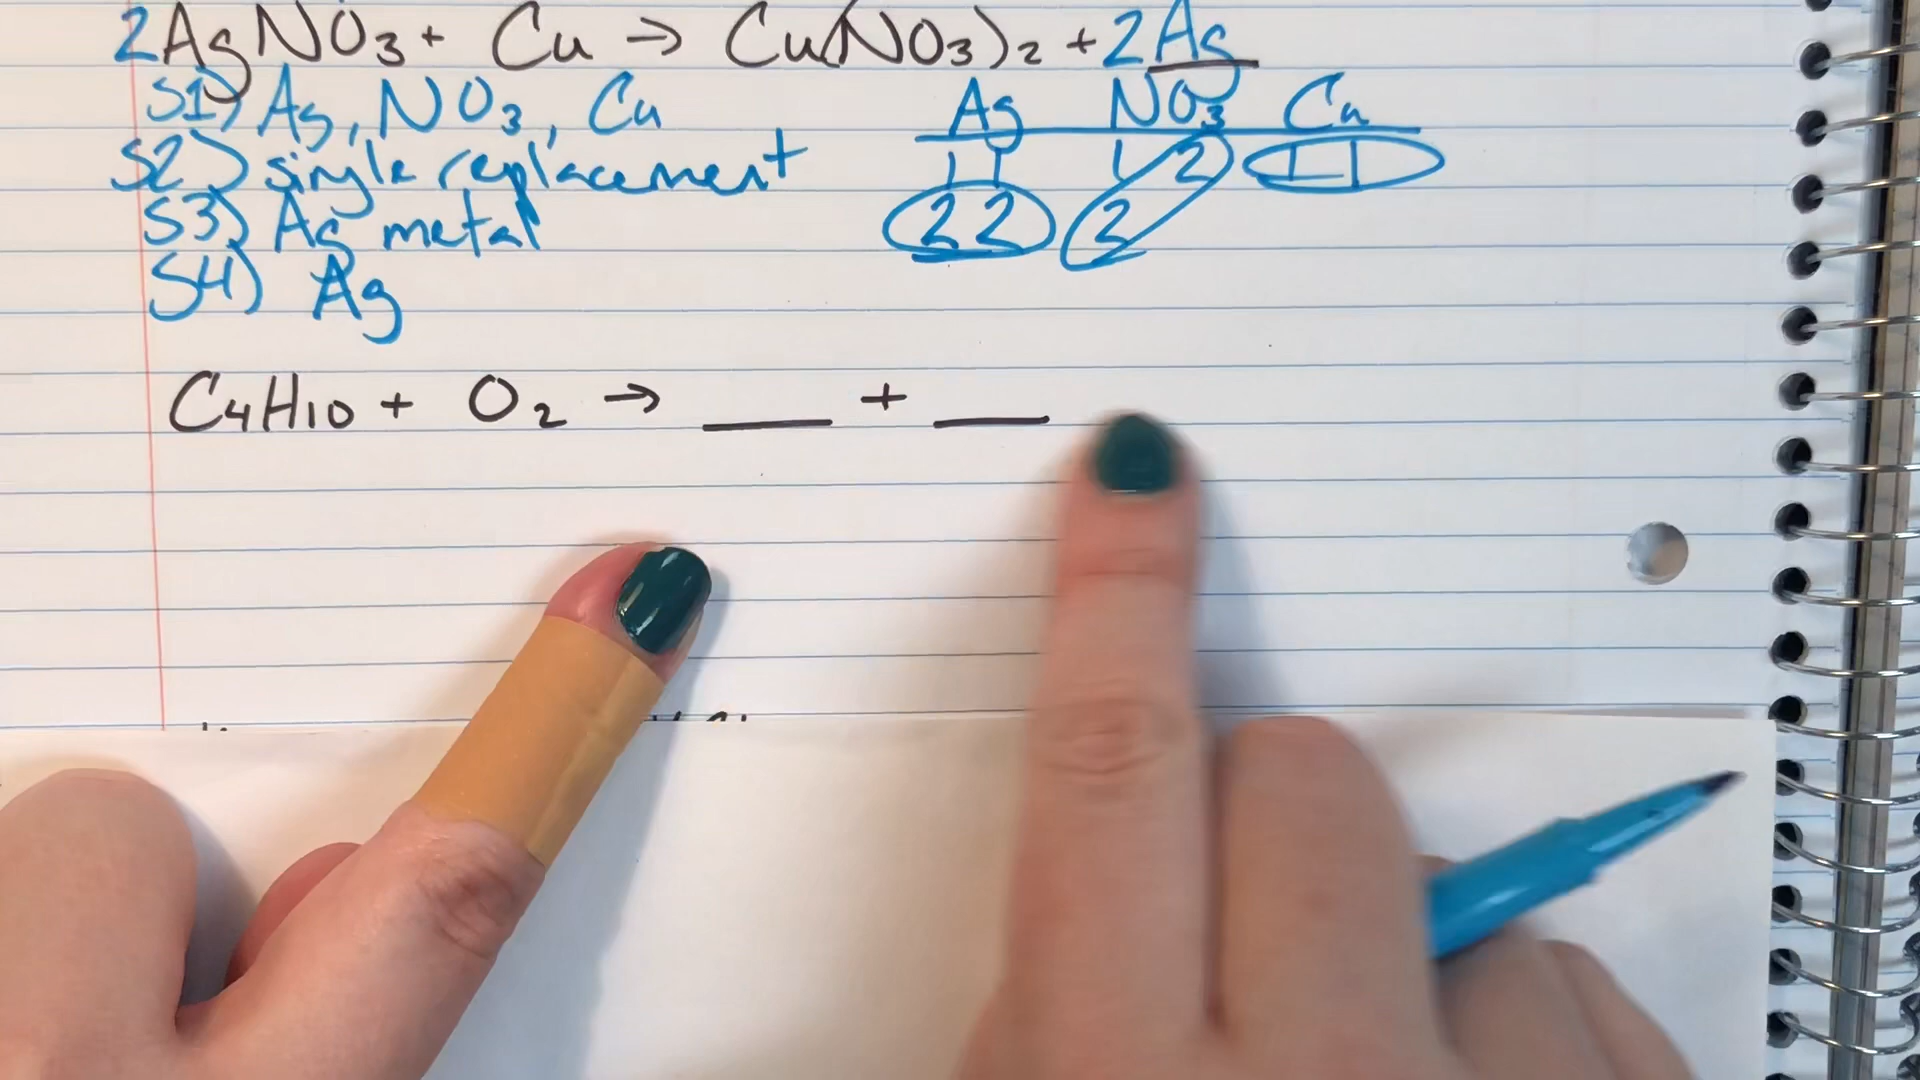 2AgNO3 + Cu → Cu(NO3)2 + 2Ag
S1) Ag, NO3, Cu
S2) single replacement
S3) Ag metal
S4) Ag
Ag NO3 Cu
1 1 1 2 1 1
2 2 2
C4H10 + O2 → ___ + ___